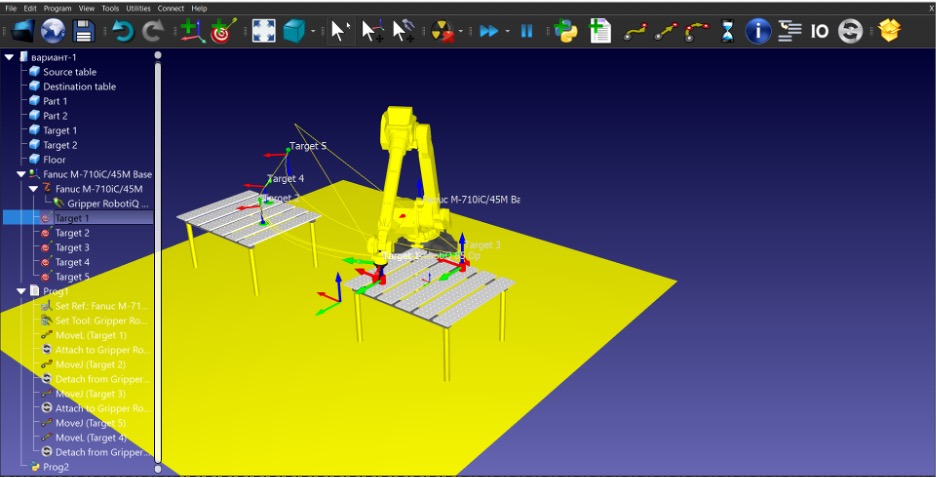 File Edit Program View Tools Utilities Connect Help X
IO
вариант-1
Source table
Destination table
Part 1
Part 2
Target 1
Target 2
Floor
Fanuc M-710iC/45M Base
Fanuc M-710iC/45M
Gripper RobotiQ ...
Target 1
Target 2
Target 3
Target 4
Target 5
Prog1
Set Ref.: Fanuc M-71...
Set Tool: Gripper Ro...
MoveL (Target 1)
Attach to Gripper Ro...
MoveJ (Target 2)
Detach from Gripper...
MoveJ (Target 3)
Attach to Gripper Ro...
MoveJ (Target 5)
MoveL (Target 4)
Detach from Gripper...
Prog2
Target 5
Target 4
Fanuc M-710iC/45M Ba
Target 3
Target 1